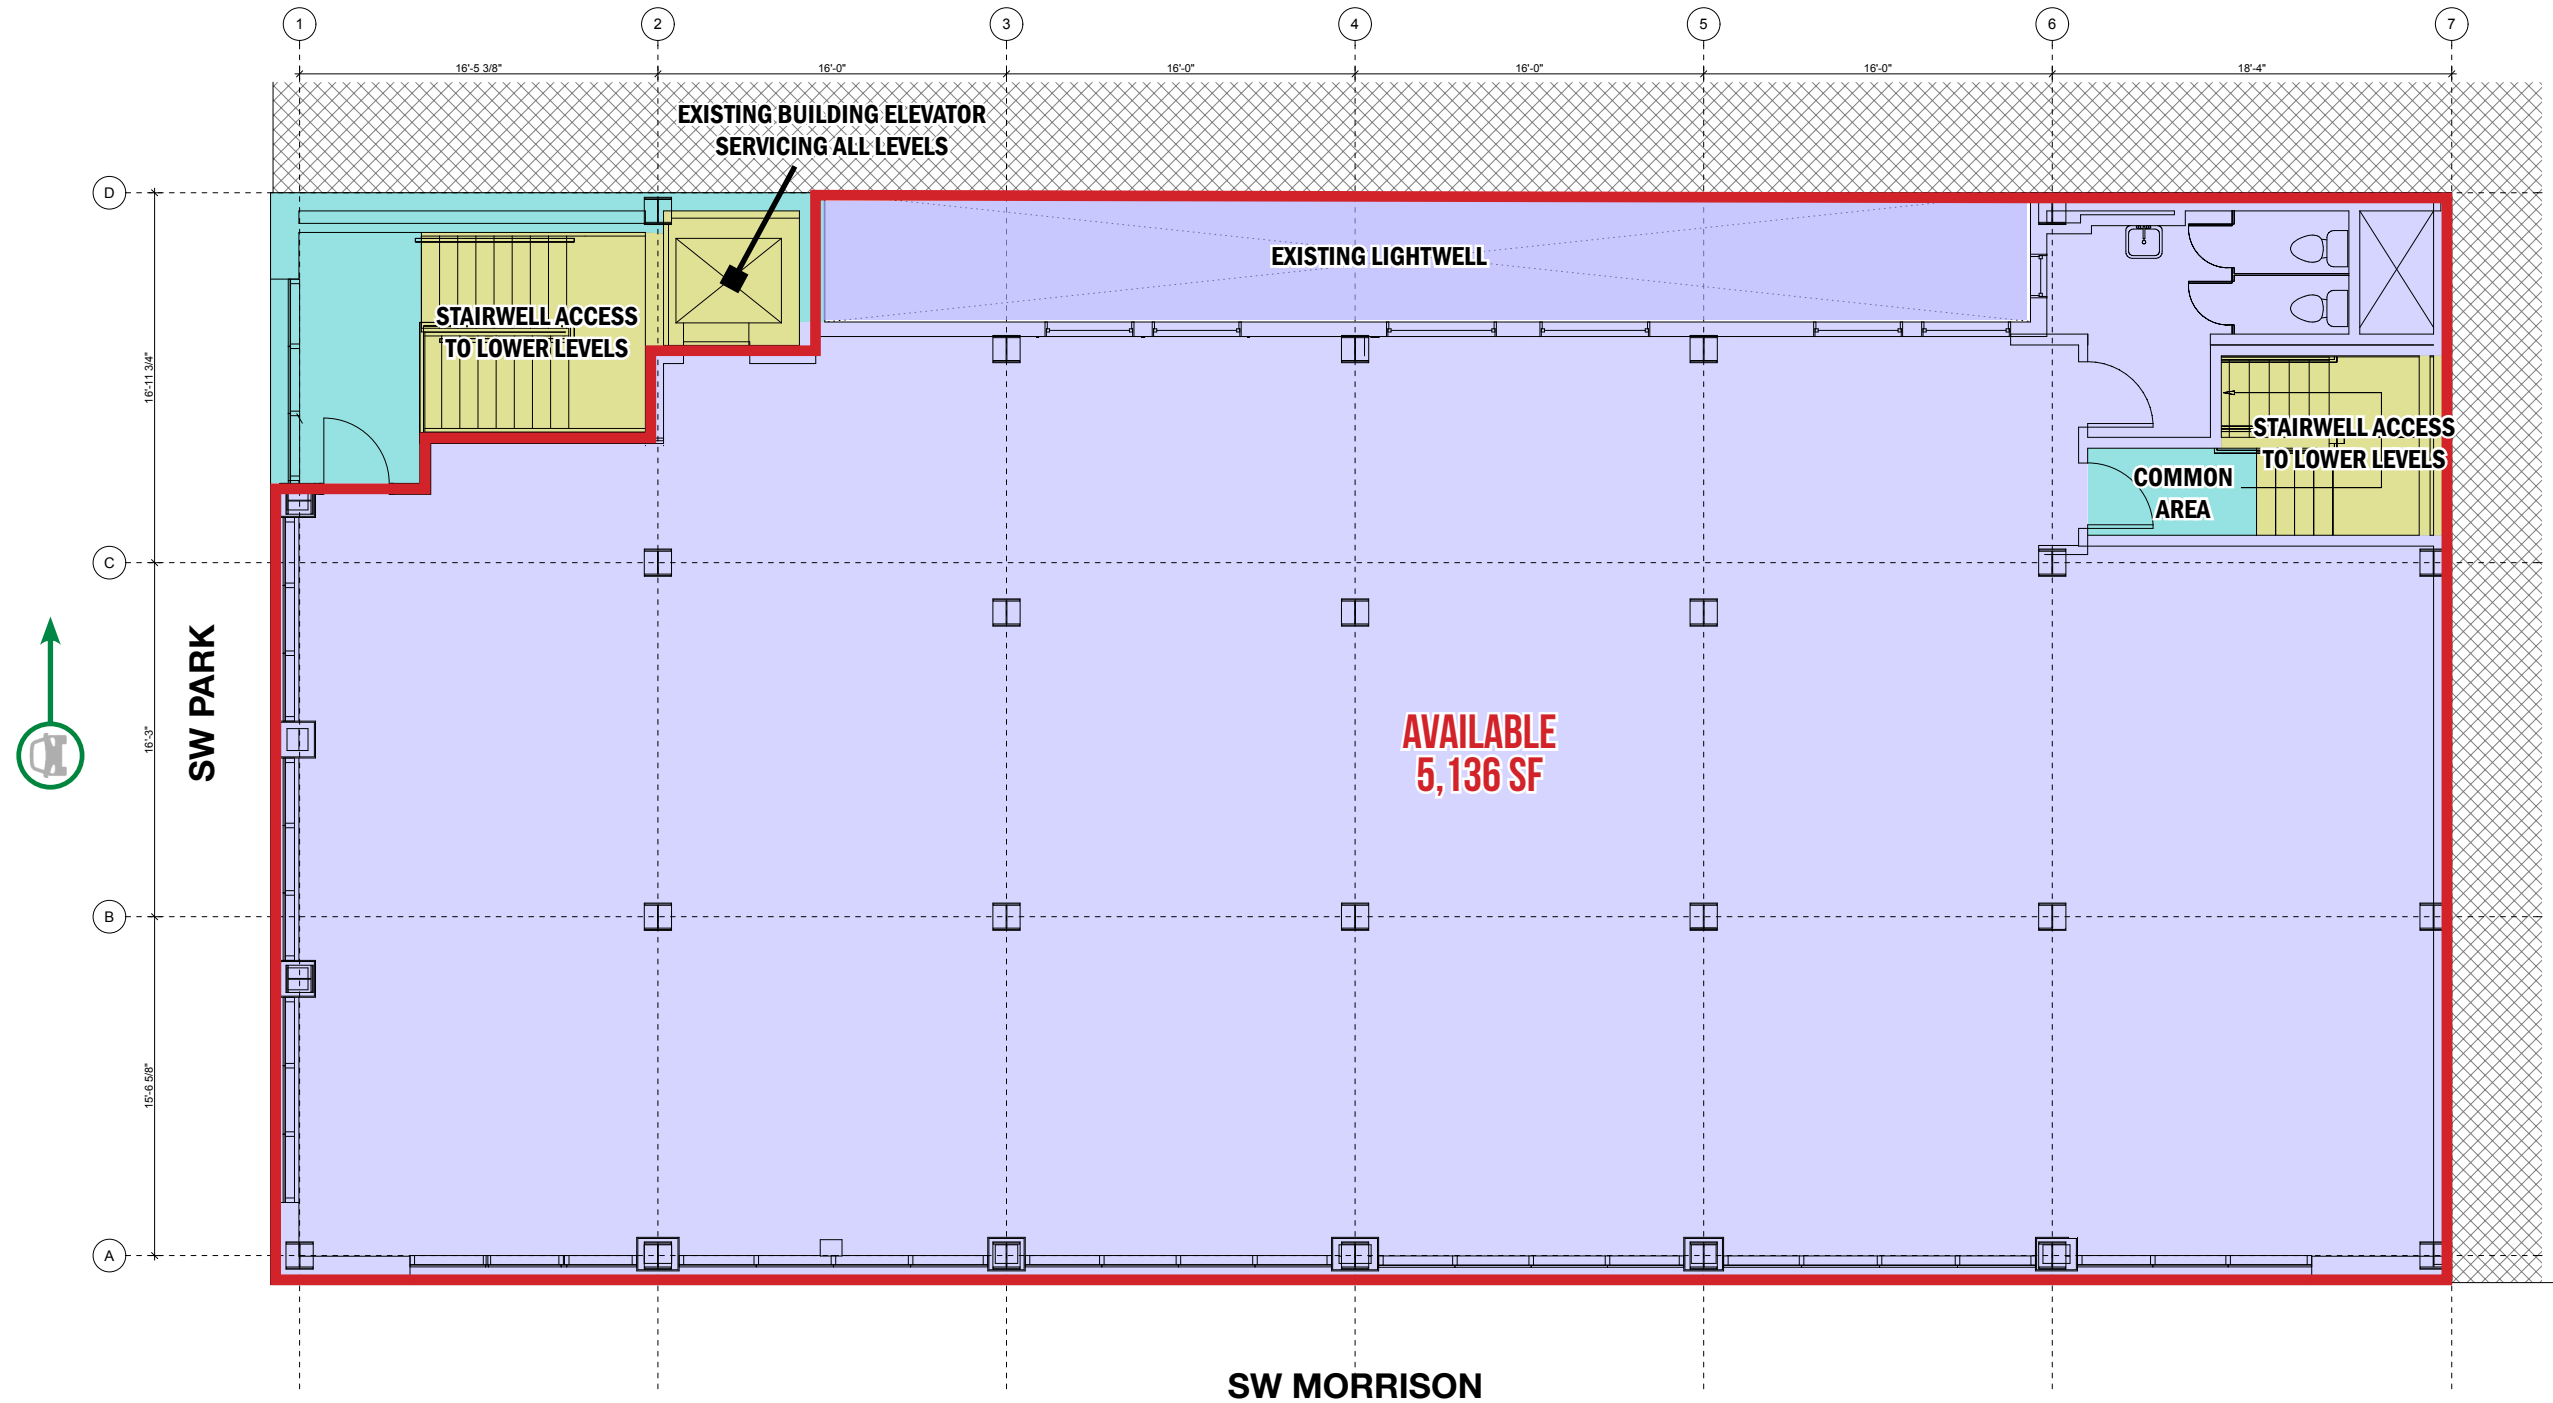 1
2
3
4
5
6
7
16'-5 3/8"
16'-0"
16'-0"
16'-0"
16'-0"
18'-4"
EXISTING BUILDING ELEVATOR
SERVICING ALL LEVELS
D
EXISTING LIGHTWELL
STAIRWELL ACCESS
TO LOWER LEVELS
16'-11 3/4"
STAIRWELL ACCESS
TO LOWER LEVELS
COMMON
AREA
C
SW PARK
16'-3"
AVAILABLE
5,136 SF
B
15'-6 5/8"
A
SW MORRISON